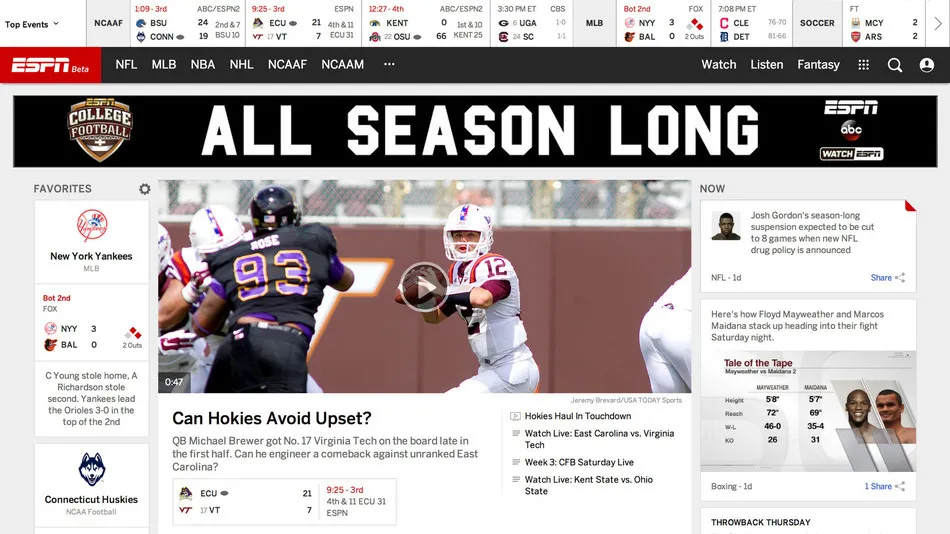 Top Events
NCAAF
1:09 - 3rd ABC/ESPN2
BSU 24 2nd & 7
CONN 19 BSU 10
9:25 - 3rd ESPN
ECU 21 4th & 11
17 VT 7 ECU 31
12:27 - 4th ABC/ESPN2
KENT 0 1st & 10
22 OSU 66 KENT 25
3:30 PM ET CBS
6 UGA 1-0
24 SC 1-1
MLB
Bot 2nd FOX
NYY 3
BAL 0 2 Outs
7:08 PM ET
CLE 76-70
DET 81-66
SOCCER
FT
MCY 2
ARS 2
ESPN Beta
NFL MLB NBA NHL NCAAF NCAAM ...
Watch Listen Fantasy
ESPN
COLLEGE
FOOTBALL
ALL SEASON LONG
ESPN
abc
WATCH ESPN
FAVORITES
New York Yankees
MLB
Bot 2nd
FOX
NYY 3
BAL 0 2 Outs
C Young stole home, A
Richardson stole
second. Yankees lead
the Orioles 3-0 in the
top of the 2nd
Connecticut Huskies
NCAA Football
ROSE
93
12
0:47
Jeremy Brevard/USA TODAY Sports
Can Hokies Avoid Upset?
QB Michael Brewer got No. 17 Virginia Tech on the board late in
the first half. Can he engineer a comeback against unranked East
Carolina?
ECU 21 9:25 - 3rd
4th & 11 ECU 31
17 VT 7 ESPN
Hokies Haul In Touchdown
Watch Live: East Carolina vs. Virginia
Tech
Week 3: CFB Saturday Live
Watch Live: Kent State vs. Ohio
State
NOW
Josh Gordon's season-long
suspension expected to be cut
to 8 games when new NFL
drug policy is announced
NFL - 1d Share
Here's how Floyd Mayweather and Marcos
Maidana stack up heading into their fight
Saturday night.
Tale of the Tape
Mayweather vs Maidana 2
MAYWEATHER MAIDANA
Height 5'8" 5'7"
Reach 72" 69"
W-L 46-0 35-4
KO 26 31
Boxing - 1d 1 Share
THROWBACK THURSDAY